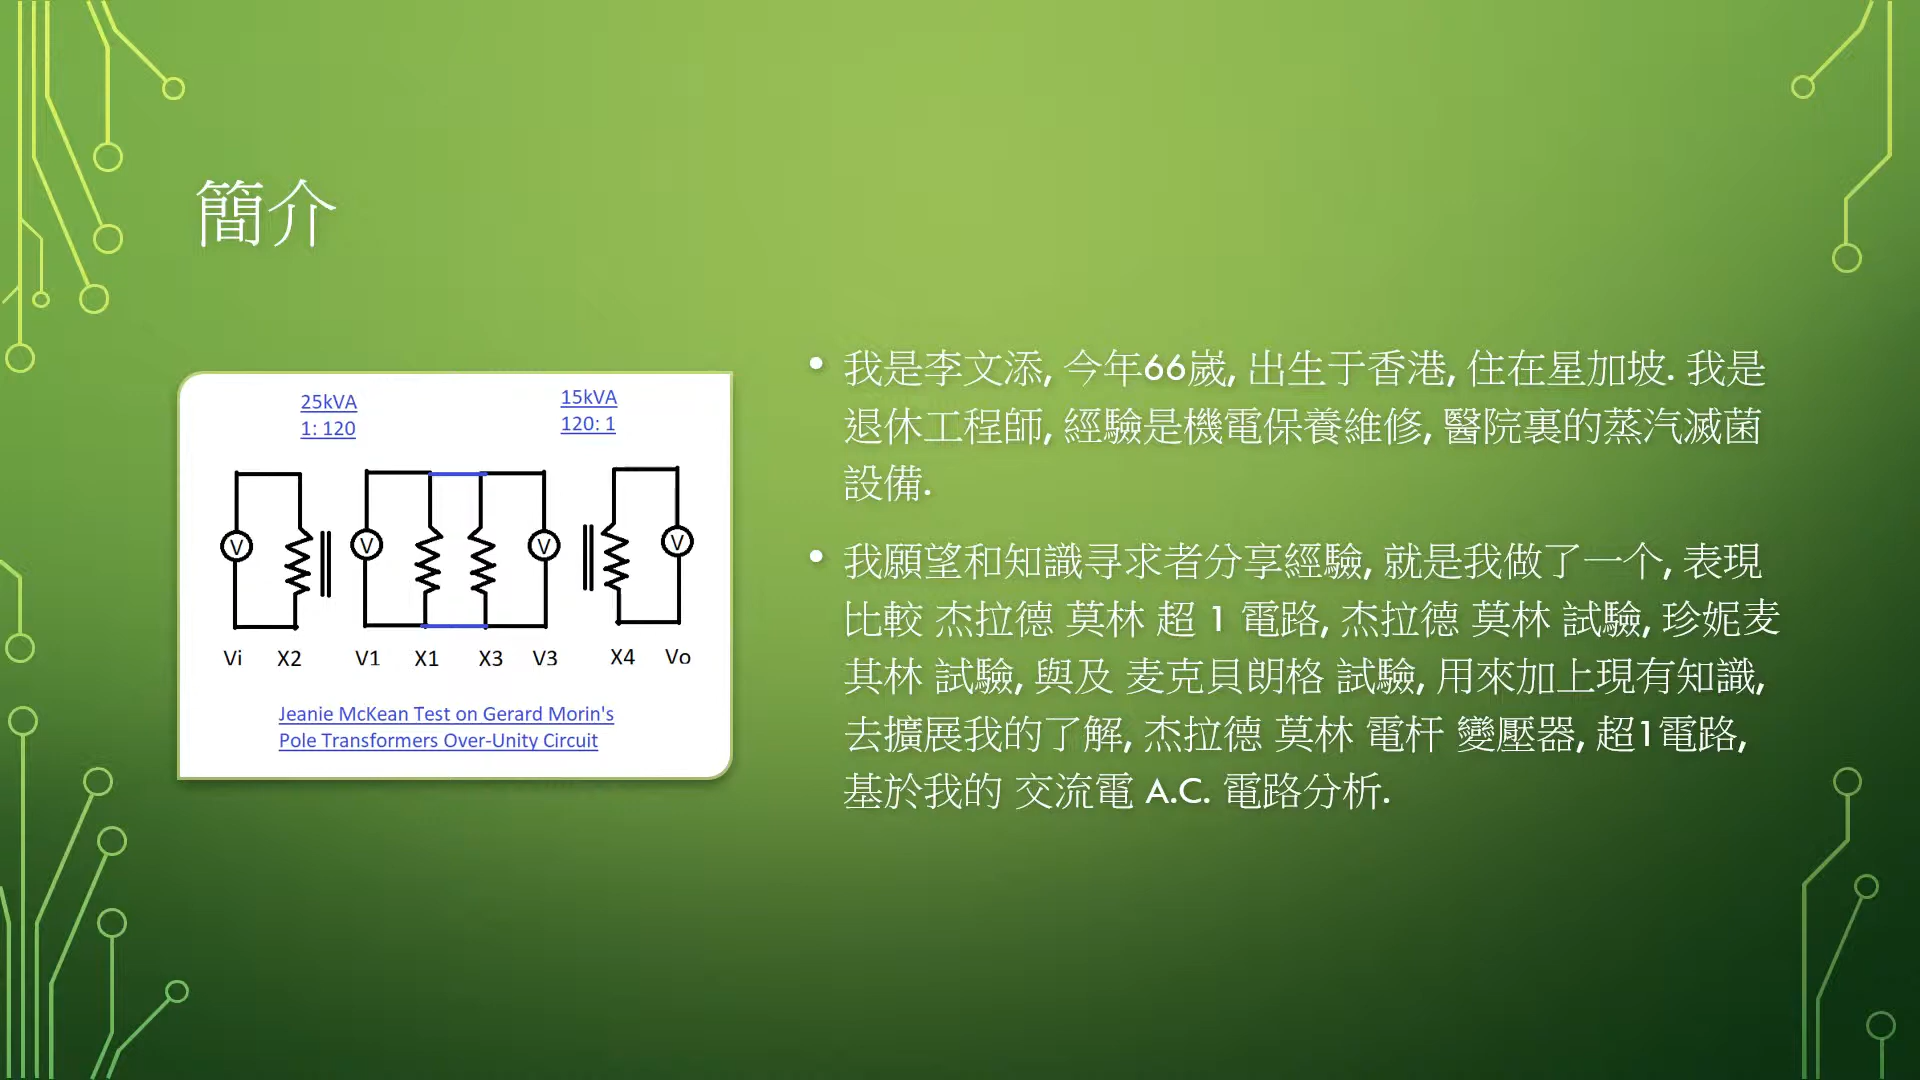 簡介
25kVA
1: 120
15kVA
120: 1
V V V V
Vi X2 V1 X1 X3 V3 X4 Vo
Jeanie McKean Test on Gerard Morin's
Pole Transformers Over-Unity Circuit
• 我是李文添, 今年66嵗, 出生于香港, 住在星加坡. 我是
退休工程師, 經驗是機電保養維修, 醫院裏的蒸汽滅菌
設備.
• 我願望和知識寻求者分享經驗, 就是我做了一个, 表現
比較 杰拉德 莫林 超 1 電路, 杰拉德 莫林 試驗, 珍妮麦
其林 試驗, 與及 麦克貝朗格 試驗, 用來加上現有知識,
去擴展我的了解, 杰拉德 莫林 電杆 變壓器, 超1電路,
基於我的 交流電 A.C. 電路分析.